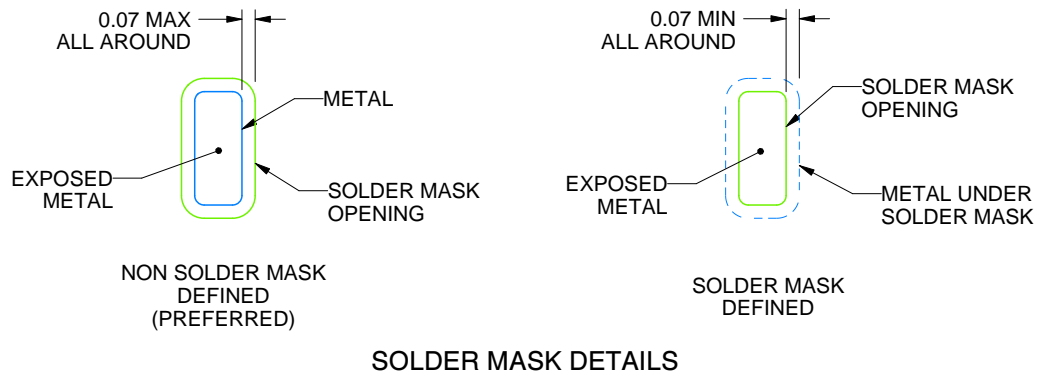 0.07 MAX
ALL AROUND
METAL
EXPOSED
METAL
SOLDER MASK
OPENING
NON SOLDER MASK
DEFINED
(PREFERRED)
0.07 MIN
ALL AROUND
SOLDER MASK
OPENING
EXPOSED
METAL
METAL UNDER
SOLDER MASK
SOLDER MASK
DEFINED
SOLDER MASK DETAILS